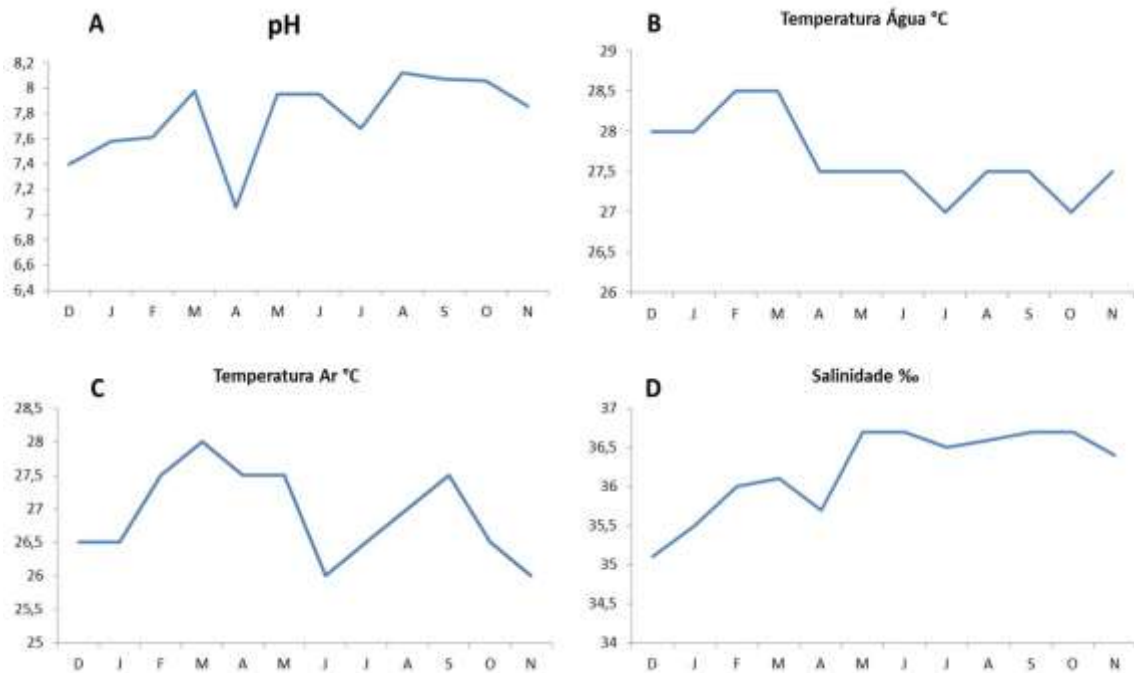 A
pH
8,2
8
7,8
7,6
7,4
7,2
7
6,8
6,6
6,4
D J F M A M J J A S O N
B
Temperatura Água °C
29
28,5
28
27,5
27
26,5
26
D J F M A M J J A S O N
C
Temperatura Ar °C
28,5
28
27,5
27
26,5
26
25,5
25
D J F M A M J J A S O N
D
Salinidade ‰
37
36,5
36
35,5
35
34,5
34
D J F M A M J J A S O N